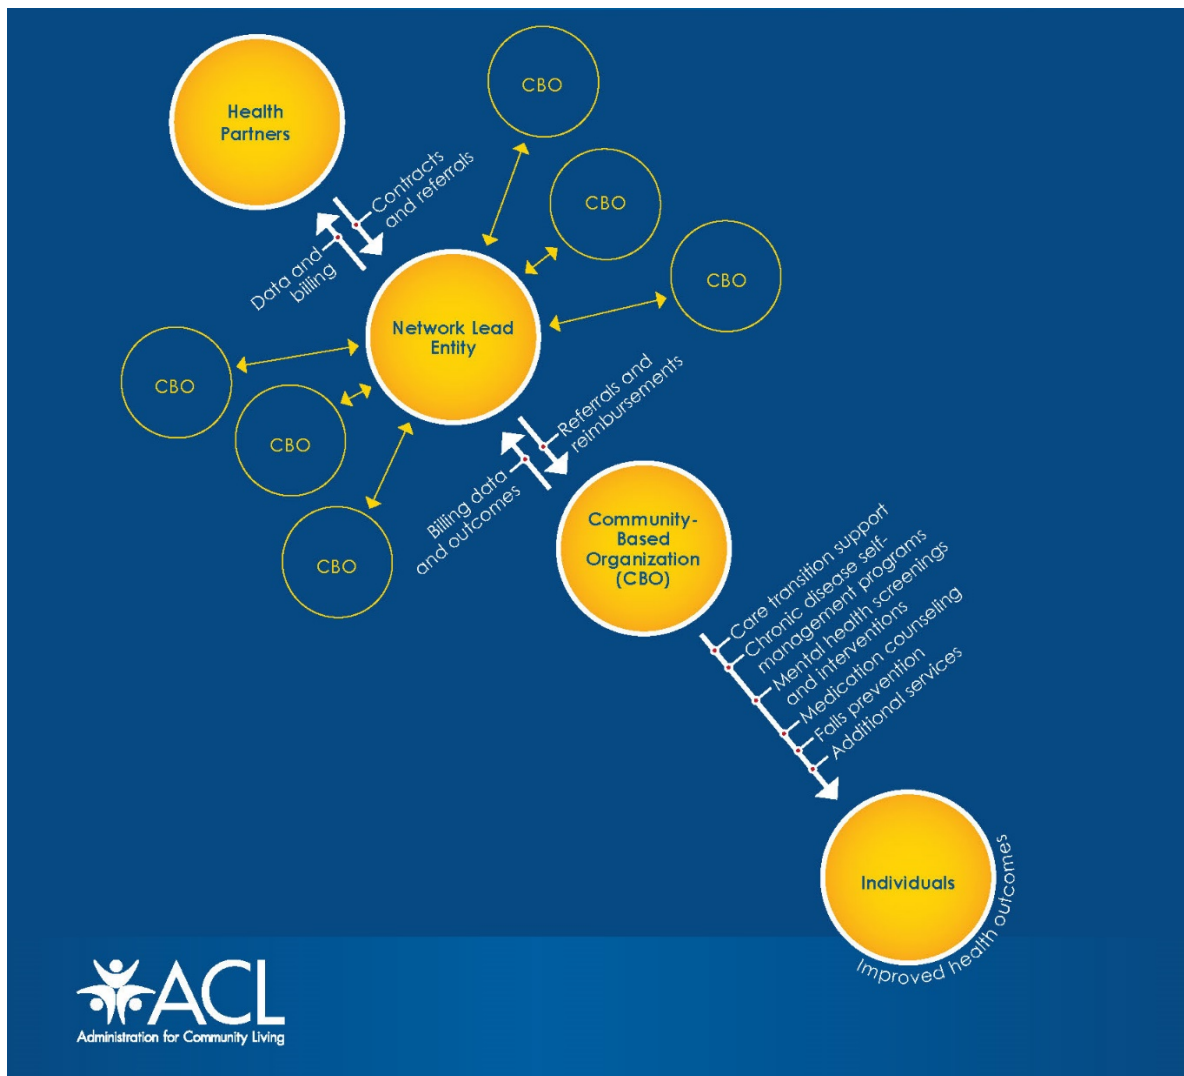 Health
Partners
CBO
CBO
CBO
Contracts
and referrals
Data and
billing
Network Lead
Entity
CBO
CBO
CBO
Referrals and
reimbursements
Billing data
and outcomes
Community-
Based
Organization
(CBO)
Care transition support
Chronic disease self-
management programs
Mental health screenings
and interventions
Medication counseling
Falls prevention
Additional services
Individuals
Improved health outcomes
ACL
Administration for Community Living